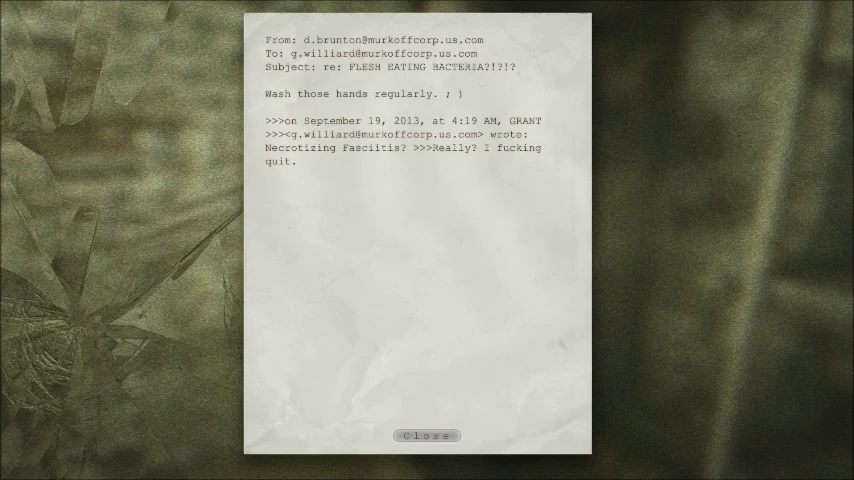 From: d.brunton@murkoffcorp.us.com
To: g.williard@murkoffcorp.us.com
Subject: re: FLESH EATING BACTERIA?!?!?
Wash those hands regularly. ; )
>>>on September 19, 2013, at 4:19 AM, GRANT
>>><g.williard@murkoffcorp.us.com> wrote:
Necrotizing Fasciitis? >>>Really? I fucking
quit.
Close